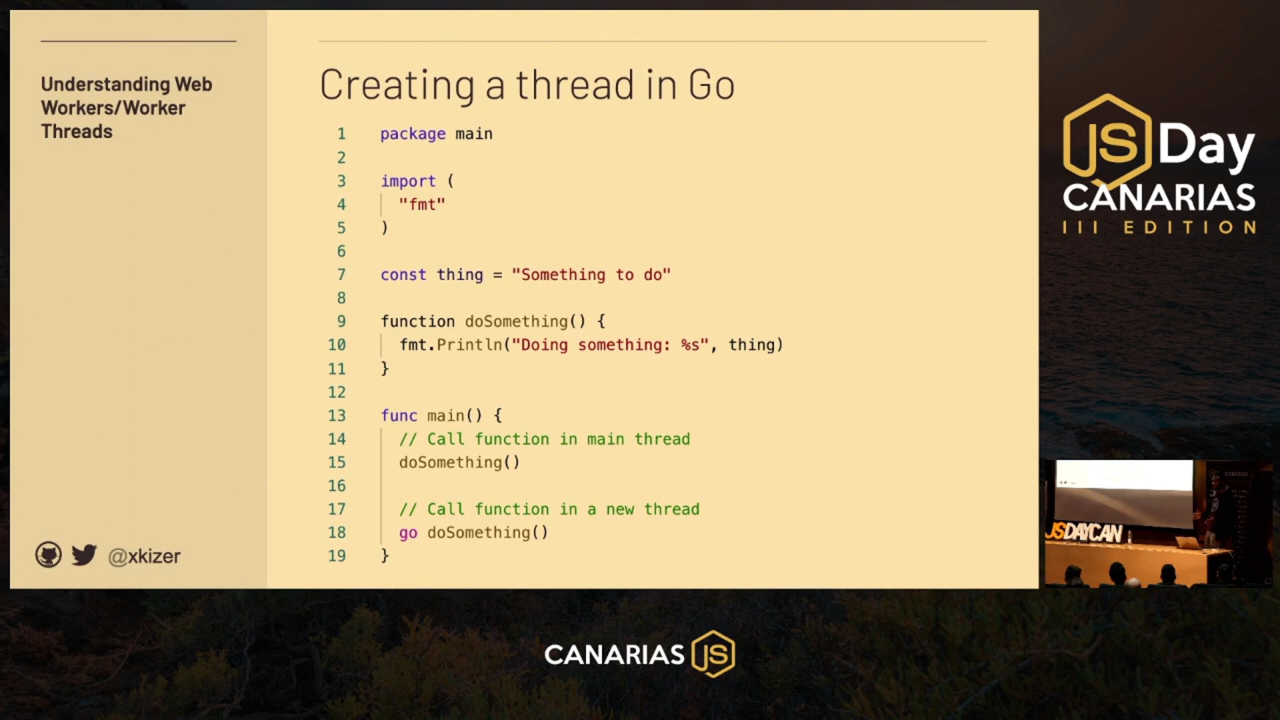 Understanding Web
Workers/Worker
Threads
@xkizer
Creating a thread in Go
1 package main
2
3 import (
4 "fmt"
5 )
6
7 const thing = "Something to do"
8
9 function doSomething() {
10 fmt.Println("Doing something: %s", thing)
11 }
12
13 func main() {
14 // Call function in main thread
15 doSomething()
16
17 // Call function in a new thread
18 go doSomething()
19 }
JS Day
CANARIAS
III EDITION
JSDAYCAN
CANARIAS JS